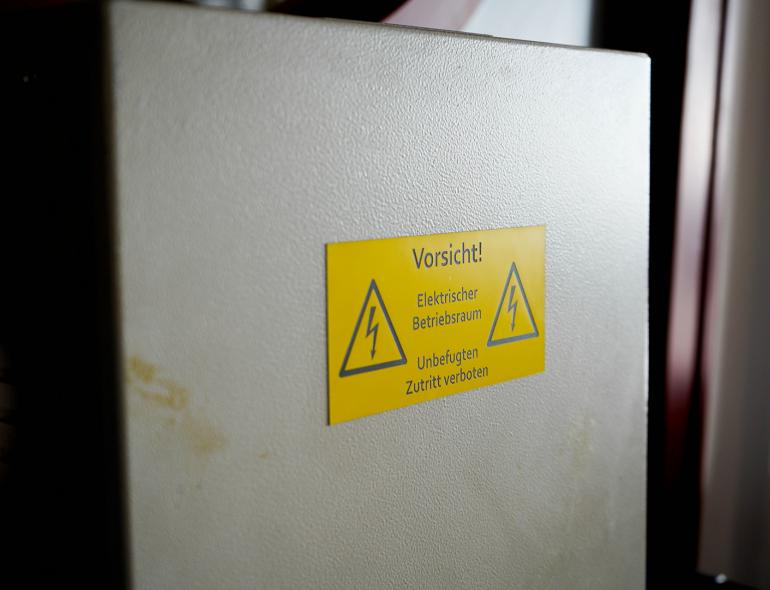 Vorsicht!
Elektrischer
Betriebsraum
Unbefugten
Zutritt verboten